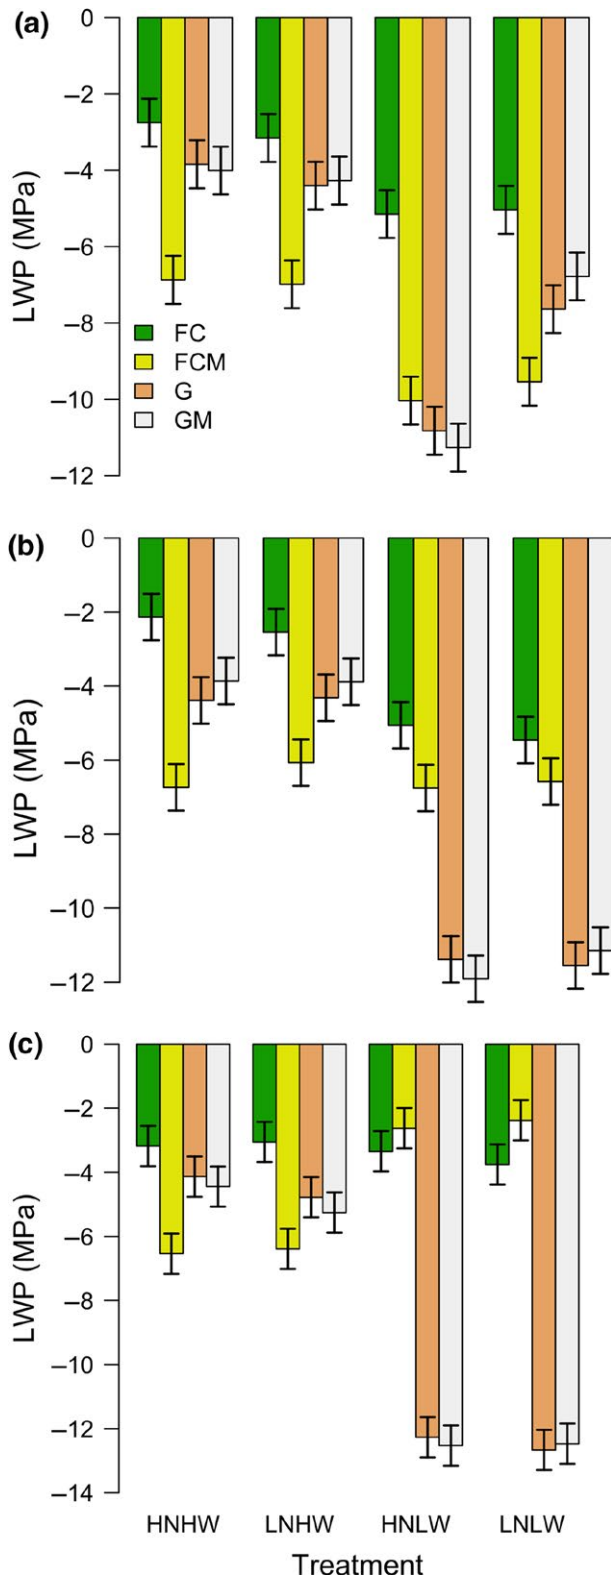 (a)
0
–2
–4
–6
–8
–10
–12
LWP (MPa)
FC
FCM
G
GM
(b)
0
–2
–4
–6
–8
–10
–12
LWP (MPa)
(c)
0
–2
–4
–6
–8
–10
–12
–14
LWP (MPa)
HNHW LNHW HNLW LNLW
Treatment